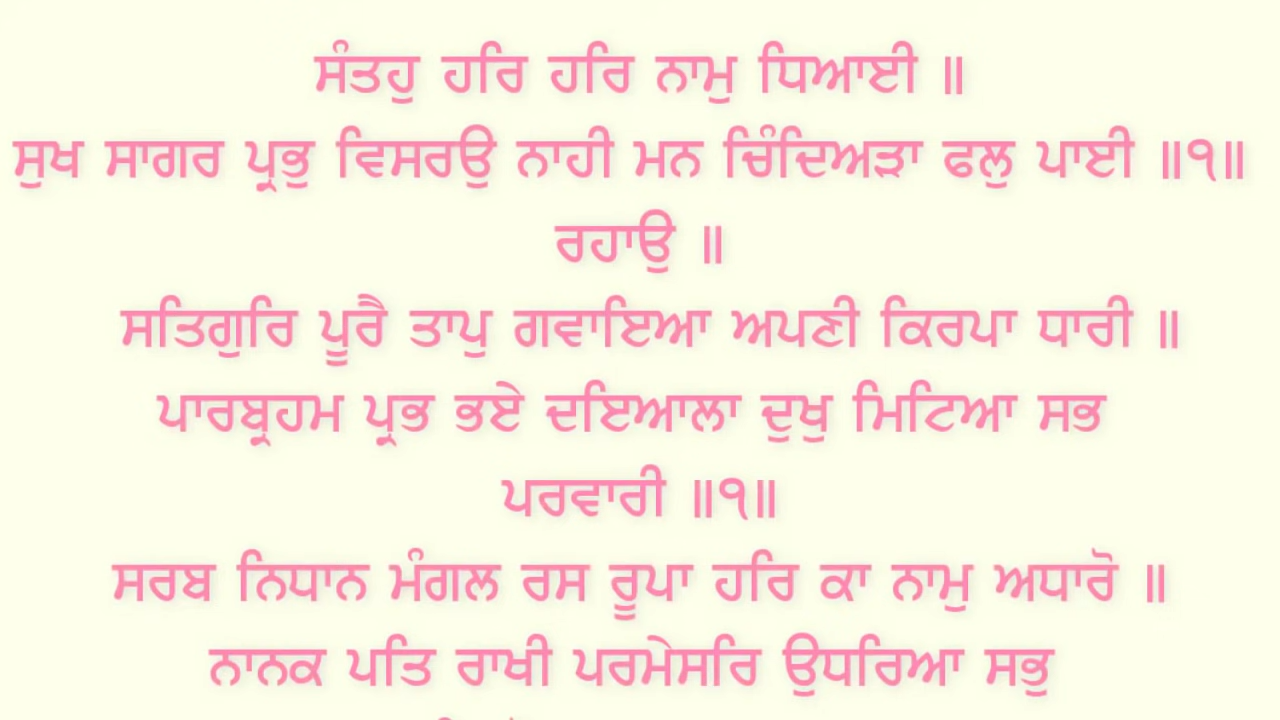 ਸੰਤਹੁ ਹਰਿ ਹਰਿ ਨਾਮੁ ਧਿਆਈ ॥
ਸੁਖ ਸਾਗਰ ਪ੍ਰਭੁ ਵਿਸਰਉ ਨਾਹੀ ਮਨ ਚਿੰਦਿਅੜਾ ਫਲੁ ਪਾਈ ॥੧॥
ਰਹਾਉ ॥
ਸਤਿਗੁਰਿ ਪੂਰੈ ਤਾਪੁ ਗਵਾਇਆ ਅਪਣੀ ਕਿਰਪਾ ਧਾਰੀ ॥
ਪਾਰਬ੍ਰਹਮ ਪ੍ਰਭ ਭਏ ਦਇਆਲਾ ਦੁਖੁ ਮਿਟਿਆ ਸਭ
ਪਰਵਾਰੀ ॥੧॥
ਸਰਬ ਨਿਧਾਨ ਮੰਗਲ ਰਸ ਰੂਪਾ ਹਰਿ ਕਾ ਨਾਮੁ ਅਧਾਰੋ ॥
ਨਾਨਕ ਪਤਿ ਰਾਖੀ ਪਰਮੇਸਰਿ ਉਧਰਿਆ ਸਭੁ